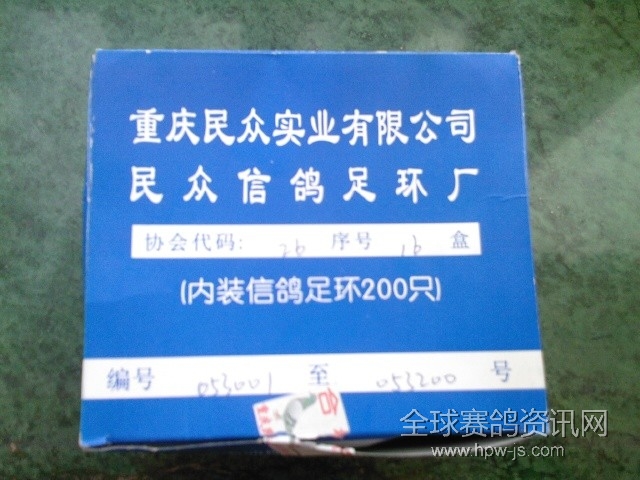 重庆民众实业有限公司
民众信鸽足环厂
协会代码: 26 序号 16 盒
(内装信鸽足环200只)
编号 053001 至 053200 号
合
全球赛鸽资讯网
www.hpw-js.com